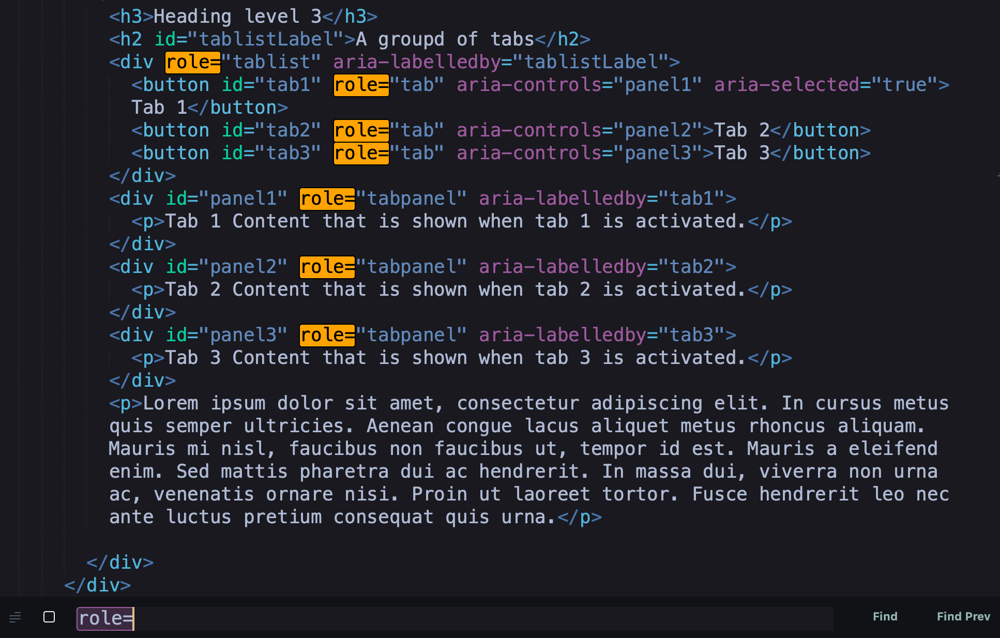 <h3>Heading level 3</h3>
<h2 id="tablistLabel">A groupd of tabs</h2>
<div role="tablist" aria-labelledby="tablistLabel">
<button id="tab1" role="tab" aria-controls="panel1" aria-selected="true">
Tab 1</button>
<button id="tab2" role="tab" aria-controls="panel2">Tab 2</button>
<button id="tab3" role="tab" aria-controls="panel3">Tab 3</button>
</div>
<div id="panel1" role="tabpanel" aria-labelledby="tab1">
<p>Tab 1 Content that is shown when tab 1 is activated.</p>
</div>
<div id="panel2" role="tabpanel" aria-labelledby="tab2">
<p>Tab 2 Content that is shown when tab 2 is activated.</p>
</div>
<div id="panel3" role="tabpanel" aria-labelledby="tab3">
<p>Tab 3 Content that is shown when tab 3 is activated.</p>
</div>
<p>Lorem ipsum dolor sit amet, consectetur adipiscing elit. In cursus metus
quis semper ultricies. Aenean congue lacus aliquet metus rhoncus aliquam.
Mauris mi nisl, faucibus non faucibus ut, tempor id est. Mauris a eleifend
enim. Sed mattis pharetra dui ac hendrerit. In massa dui, viverra non urna
ac, venenatis ornare nisi. Proin ut laoreet tortor. Fusce hendrerit leo nec
ante luctus pretium consequat quis urna.</p>
</div>
</div>
role= Find Find Prev